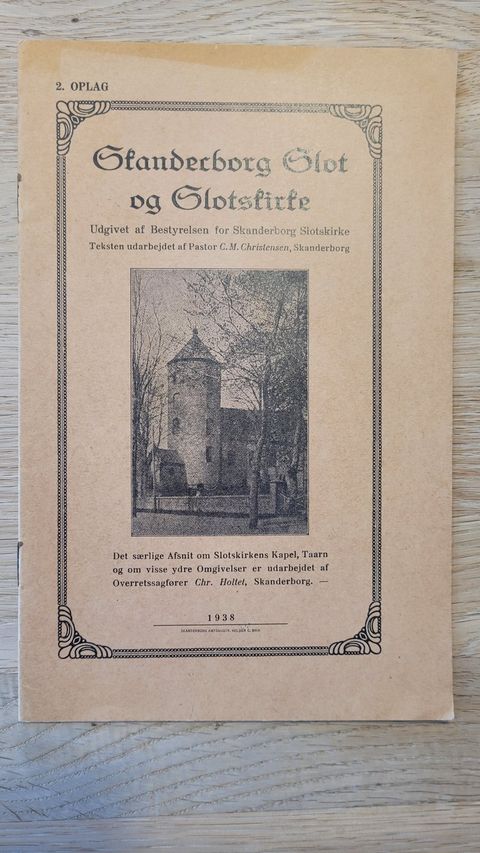 2. OPLAG
Skanderborg Slot
og Slotskirke
Udgivet af Bestyrelsen for Skanderborg Slotskirke
Teksten udarbejdet af Pastor C. M. Christensen, Skanderborg
Det særlige Afsnit om Slotskirkens Kapel, Taarn
og om visse ydre Omgivelser er udarbejdet af
Overretssagfører Chr. Holtet, Skanderborg. —
1938
SKANDERBORG